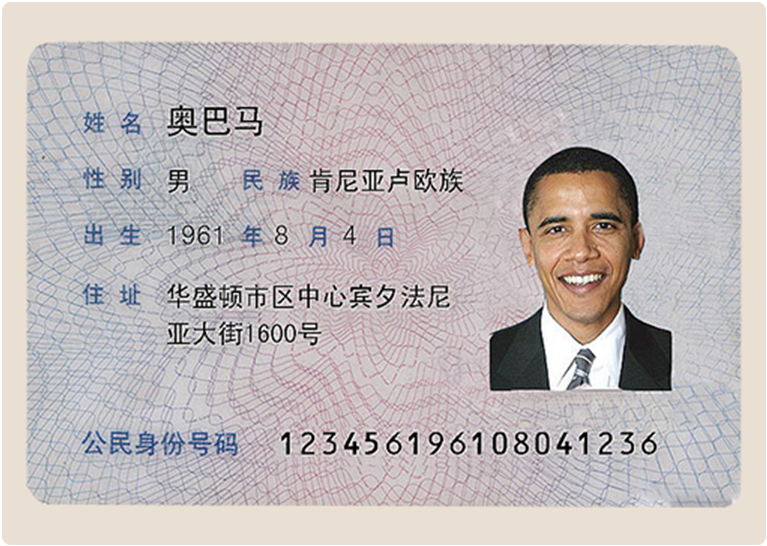 姓名 奥巴马
性别 男 民族 肯尼亚卢欧族
出生 1961 年 8 月 4 日
住址 华盛顿市区中心宾夕法尼
亚大街1600号
公民身份号码 123456196108041236